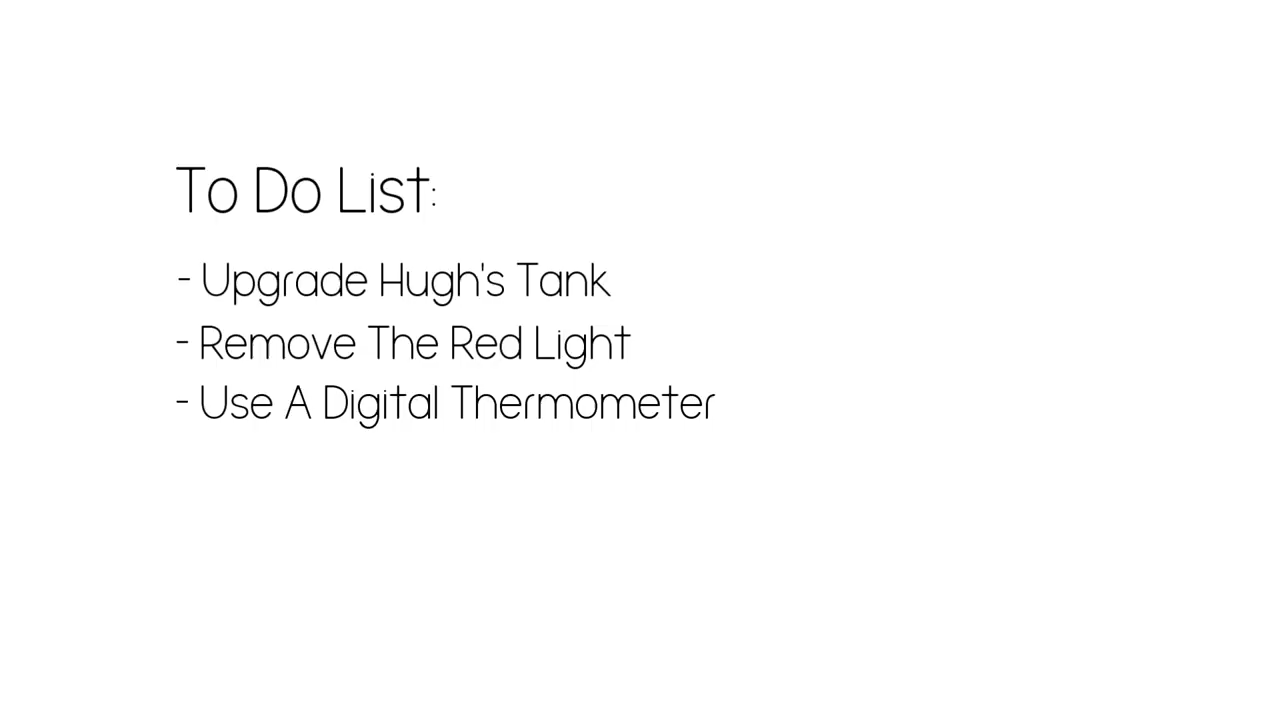 To Do List:
- Upgrade Hugh's Tank
- Remove The Red Light
- Use A Digital Thermometer